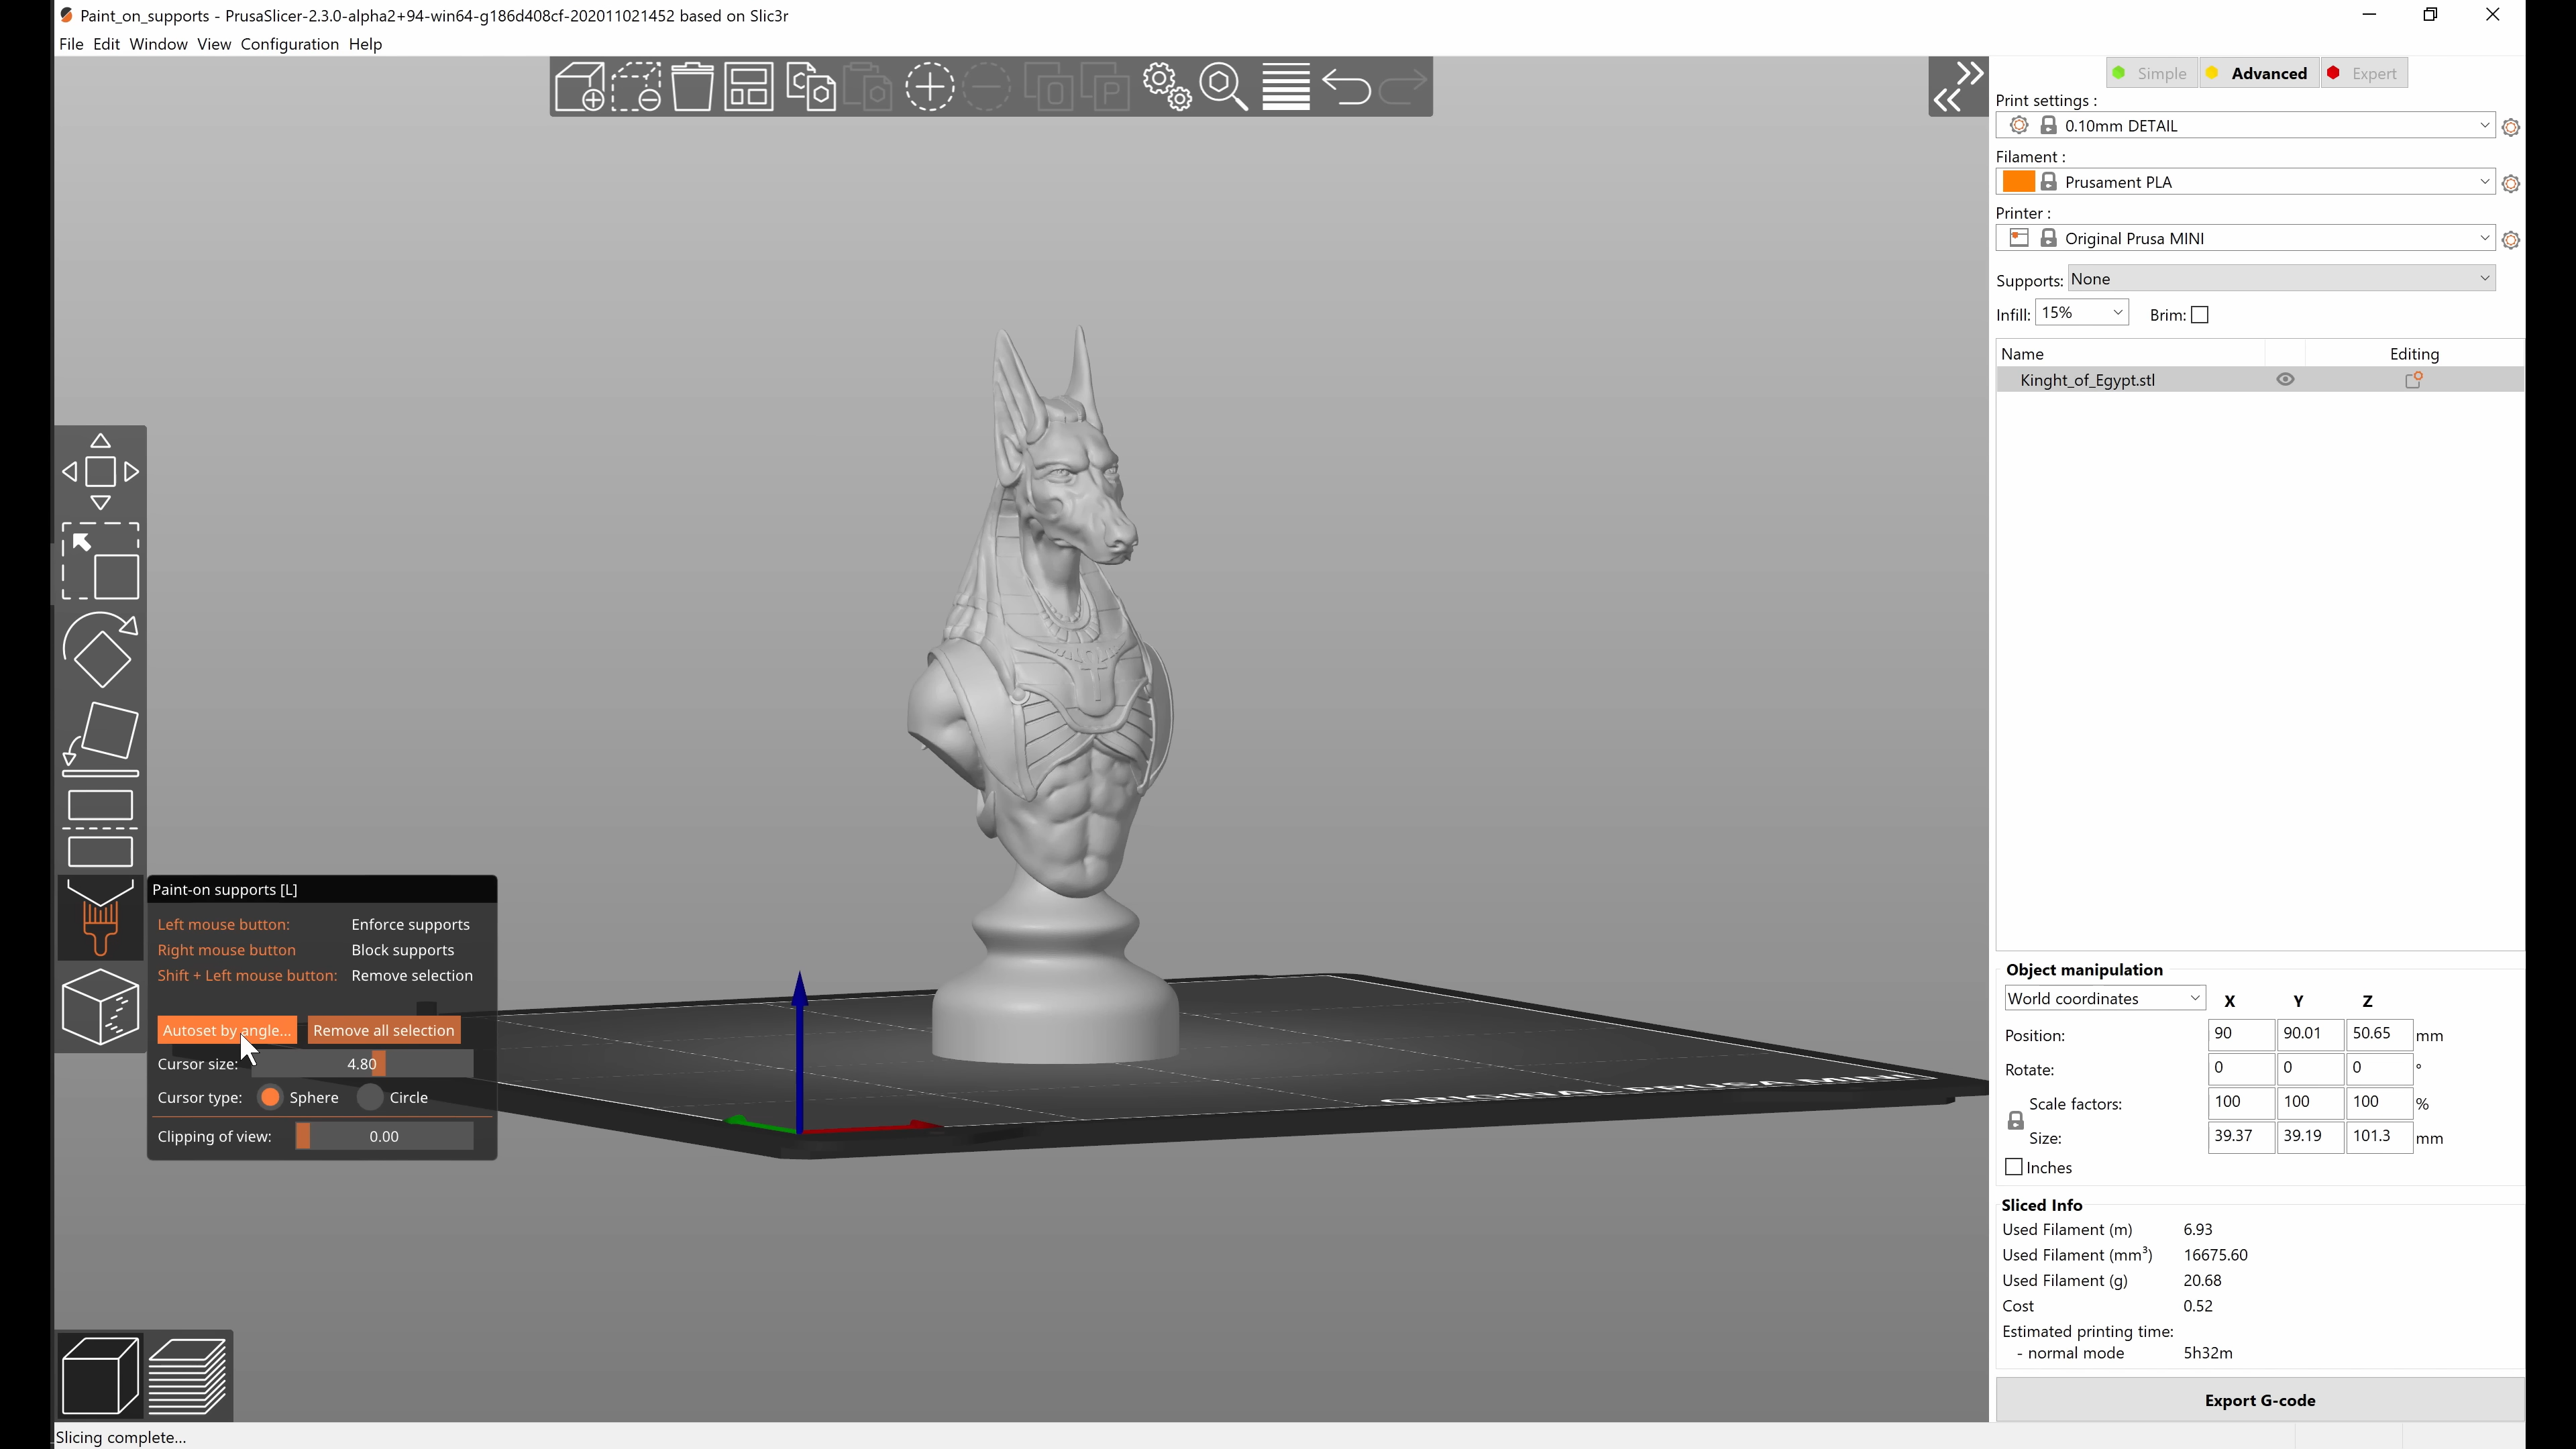 Paint_on_supports - PrusaSlicer-2.3.0-alpha2+94-win64-g186d408cf-202011021452 based on Slic3r
File Edit Window View Configuration Help
Simple Advanced Expert
Print settings :
0.10mm DETAIL
Filament :
Prusament PLA
Printer :
Original Prusa MINI
Supports: None
Infill: 15% Brim:
Name Editing
Kinght_of_Egypt.stl
Paint-on supports [L]
Left mouse button: Enforce supports
Right mouse button Block supports
Shift + Left mouse button: Remove selection
Autoset by angle... Remove all selection
Cursor size: 4.80
Cursor type: Sphere Circle
Clipping of view: 0.00
ORIGINAL PRUSA MINI
Object manipulation
World coordinates X Y Z
Position: 90 90.01 50.65 mm
Rotate: 0 0 0 °
Scale factors: 100 100 100 %
Size: 39.37 39.19 101.3 mm
Inches
Sliced Info
Used Filament (m) 6.93
Used Filament (mm³) 16675.60
Used Filament (g) 20.68
Cost 0.52
Estimated printing time:
- normal mode 5h32m
Export G-code
Slicing complete...